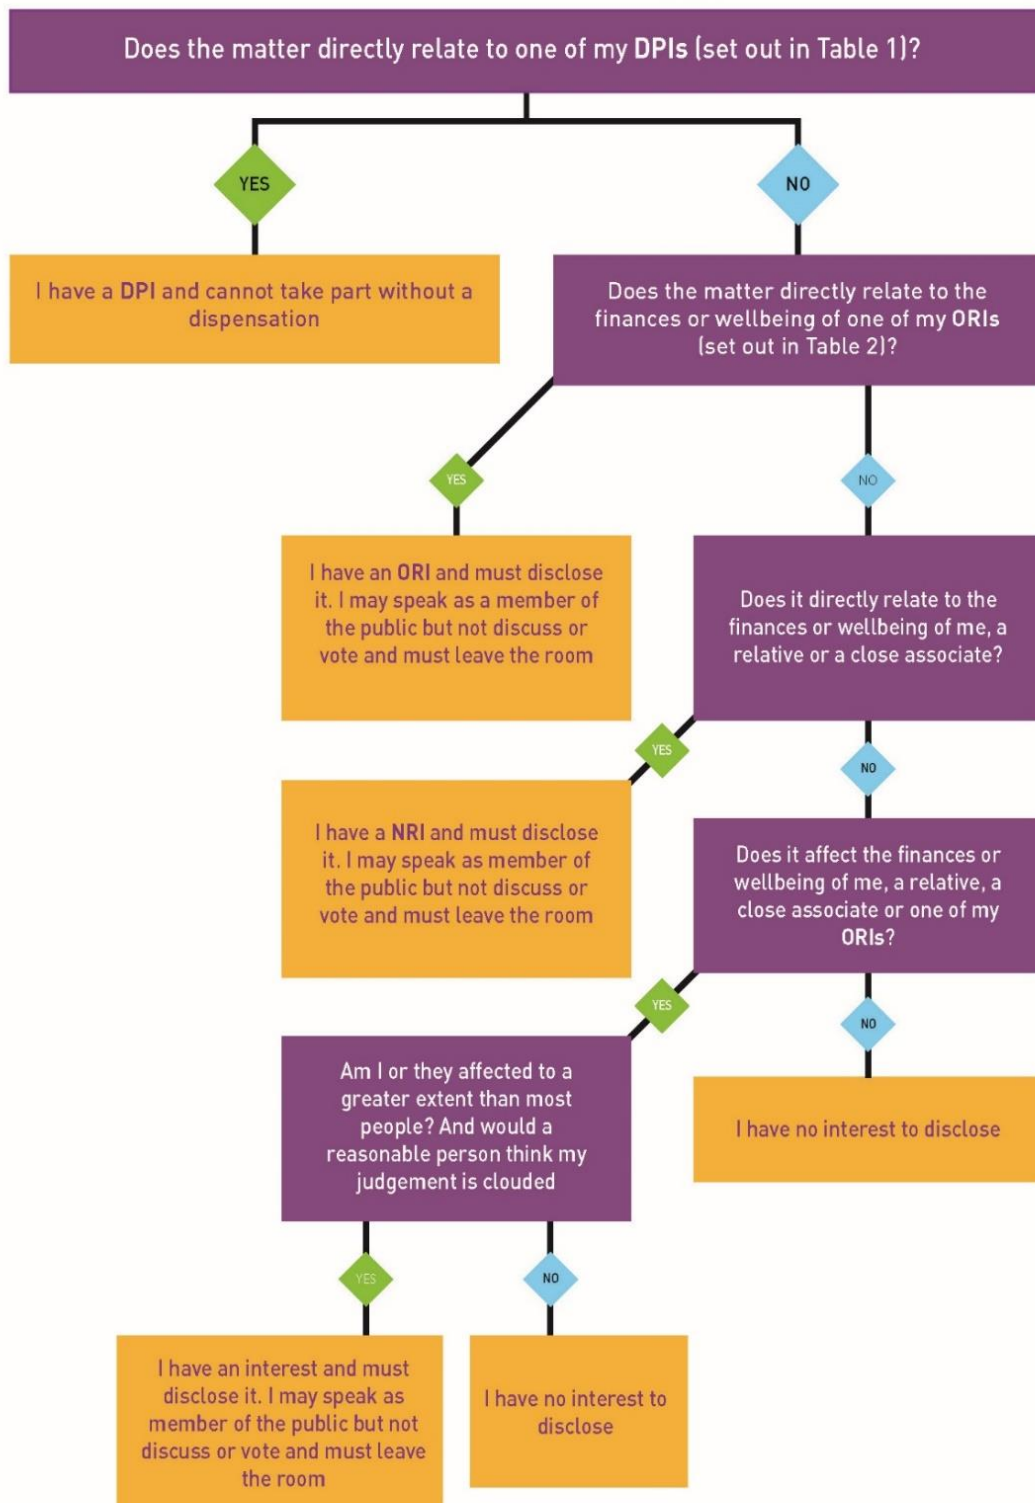 Does the matter directly relate to one of my DPIs (set out in Table 1)?
YES
NO
I have a DPI and cannot take part without a
dispensation
Does the matter directly relate to the
finances or wellbeing of one of my ORIs
(set out in Table 2)?
YES
NO
I have an ORI and must disclose
it. I may speak as a member of
the public but not discuss or
vote and must leave the room
Does it directly relate to the
finances or wellbeing of me, a
relative or a close associate?
YES
NO
I have a NRI and must disclose
it. I may speak as member of
the public but not discuss or
vote and must leave the room
Does it affect the finances or
wellbeing of me, a relative, a
close associate or one of my
ORIs?
YES
NO
Am I or they affected to a
greater extent than most
people? And would a
reasonable person think my
judgement is clouded
I have no interest to disclose
YES
NO
I have an interest and must
disclose it. I may speak as
member of the public but not
discuss or vote and must leave
the room
I have no interest to
disclose